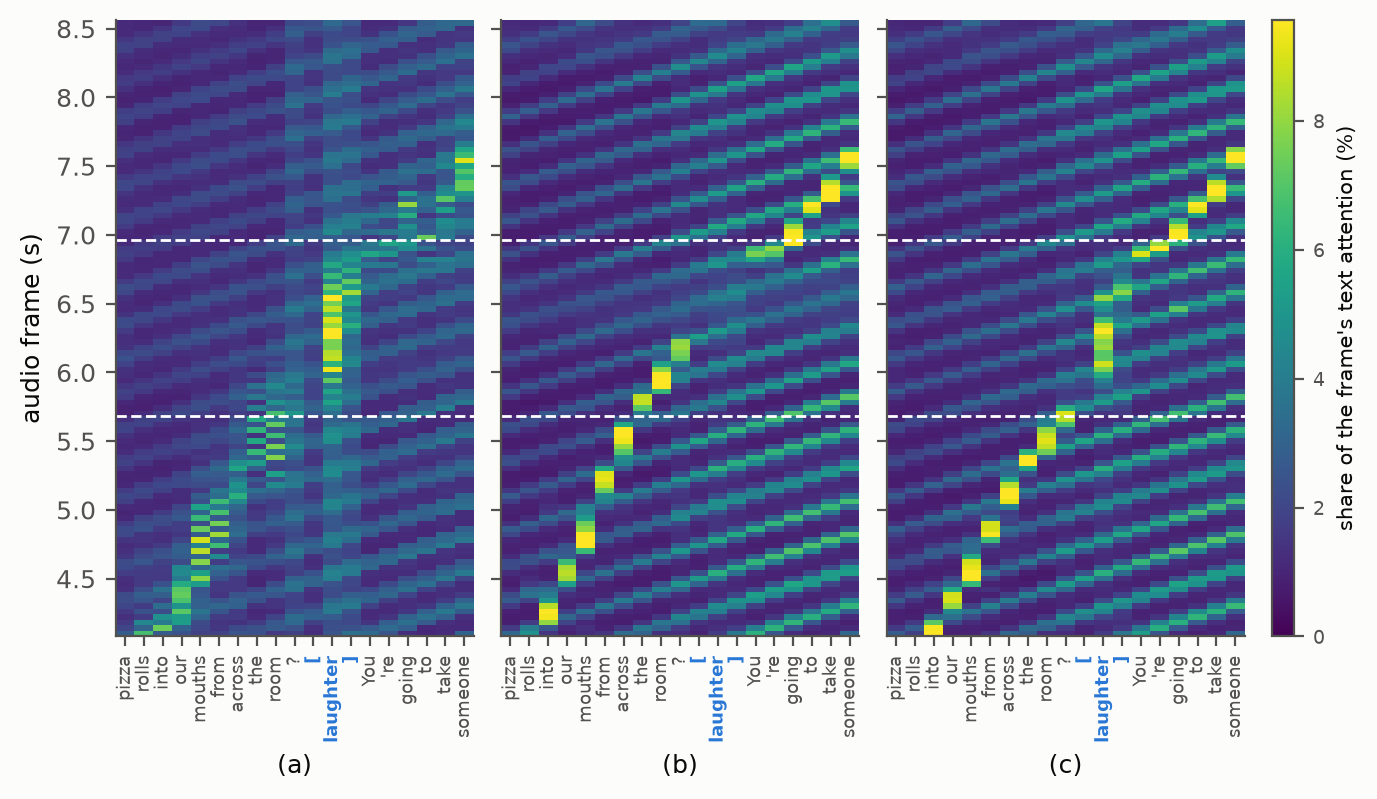 8.5
8.0
7.5
7.0
6.5
6.0
5.5
5.0
4.5
audio frame (s)
pizza rolls into our mouths from across the room ? [ laughter ] You 're going to take someone
(a)
pizza rolls into our mouths from across the room ? [ laughter ] You 're going to take someone
(b)
pizza rolls into our mouths from across the room ? [ laughter ] You 're going to take someone
(c)
8
6
4
2
0
share of the frame's text attention (%)